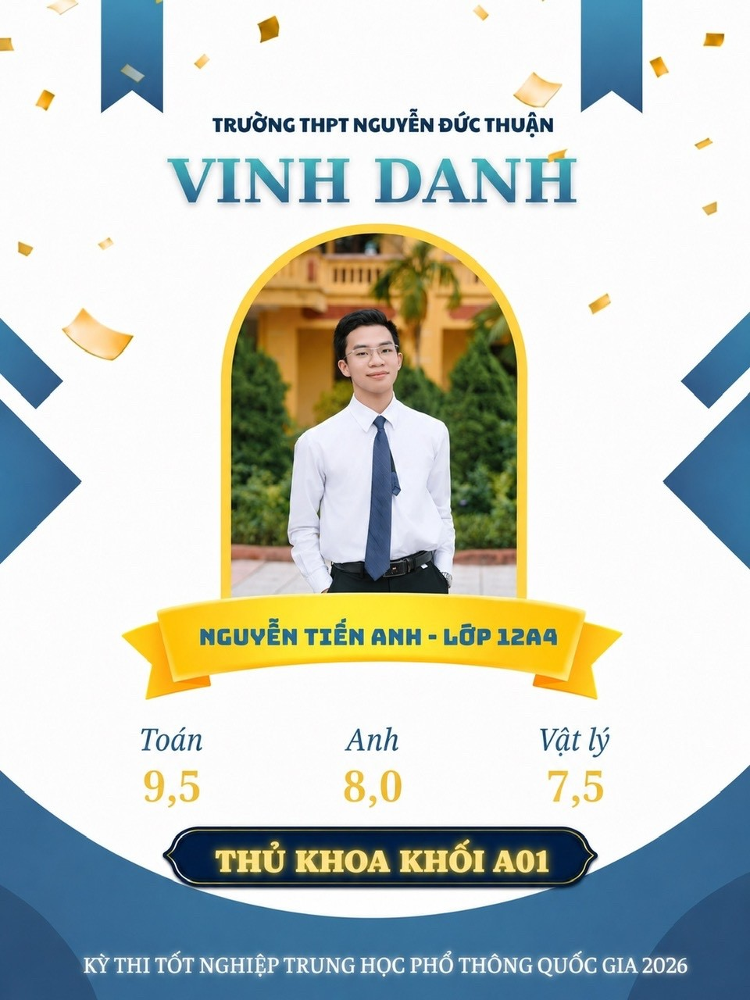 TRƯỜNG THPT NGUYỄN ĐỨC THUẬN
VINH DANH
NGUYỄN TIẾN ANH - LỚP 12A4
Toán Anh Vật lý
9,5 8,0 7,5
THỦ KHOA KHỐI A01
KỲ THI TỐT NGHIỆP TRUNG HỌC PHỔ THÔNG QUỐC GIA 2026